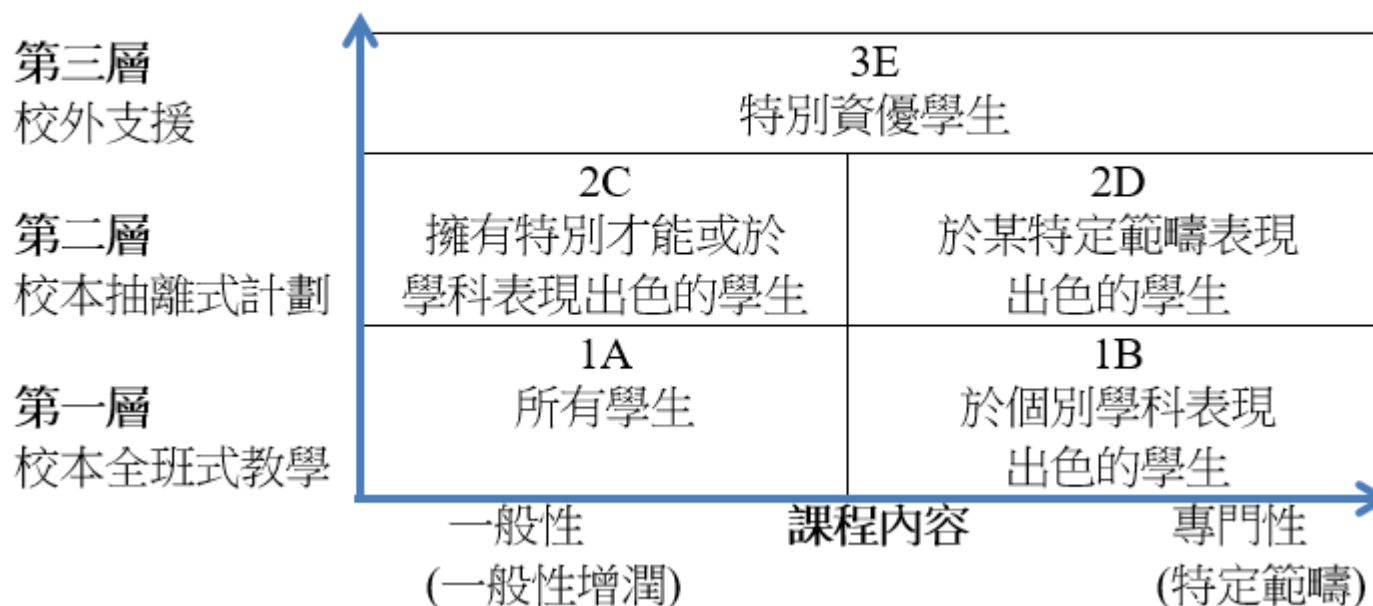 第三層
校外支援
3E
特別資優學生
第二層
校本抽離式計劃
2C
擁有特別才能或於
學科表現出色的學生
2D
於某特定範疇表現
出色的學生
第一層
校本全班式教學
1A
所有學生
1B
於個別學科表現
出色的學生
一般性
(一般性增潤)
課程內容
專門性
(特定範疇)